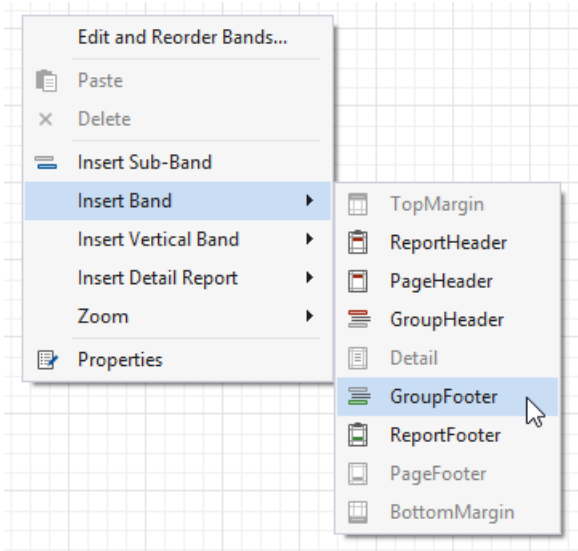 Edit and Reorder Bands...
Paste
Delete
Insert Sub-Band
Insert Band
Insert Vertical Band
Insert Detail Report
Zoom
Properties
TopMargin
ReportHeader
PageHeader
GroupHeader
Detail
GroupFooter
ReportFooter
PageFooter
BottomMargin